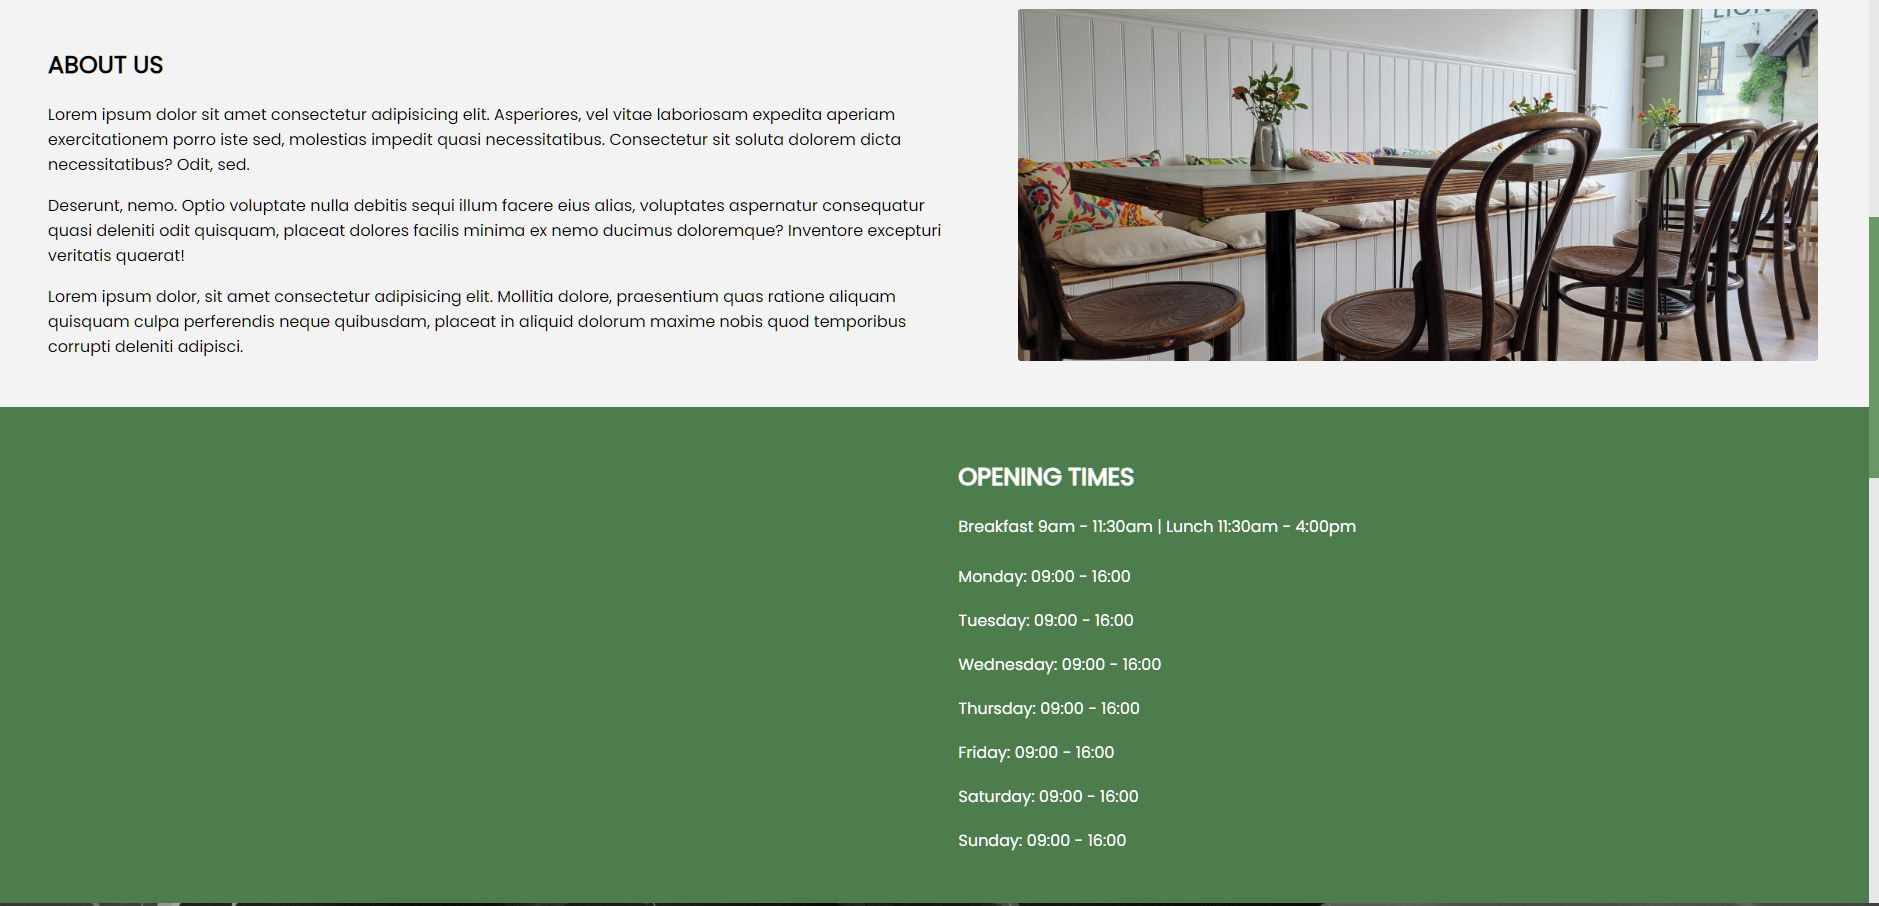 ABOUT US
Lorem ipsum dolor sit amet consectetur adipisicing elit. Asperiores, vel vitae laboriosam expedita aperiam
exercitationem porro iste sed, molestias impedit quasi necessitatibus. Consectetur sit soluta dolorem dicta
necessitatibus? Odit, sed.
Deserunt, nemo. Optio voluptate nulla debitis sequi illum facere eius alias, voluptates aspernatur consequatur
quasi deleniti odit quisquam, placeat dolores facilis minima ex nemo ducimus doloremque? Inventore excepturi
veritatis quaerat!
Lorem ipsum dolor, sit amet consectetur adipisicing elit. Mollitia dolore, praesentium quas ratione aliquam
quisquam culpa perferendis neque quibusdam, placeat in aliquid dolorum maxime nobis quod temporibus
corrupti deleniti adipisci.
OPENING TIMES
Breakfast 9am - 11:30am | Lunch 11:30am - 4:00pm
Monday: 09:00 - 16:00
Tuesday: 09:00 - 16:00
Wednesday: 09:00 - 16:00
Thursday: 09:00 - 16:00
Friday: 09:00 - 16:00
Saturday: 09:00 - 16:00
Sunday: 09:00 - 16:00